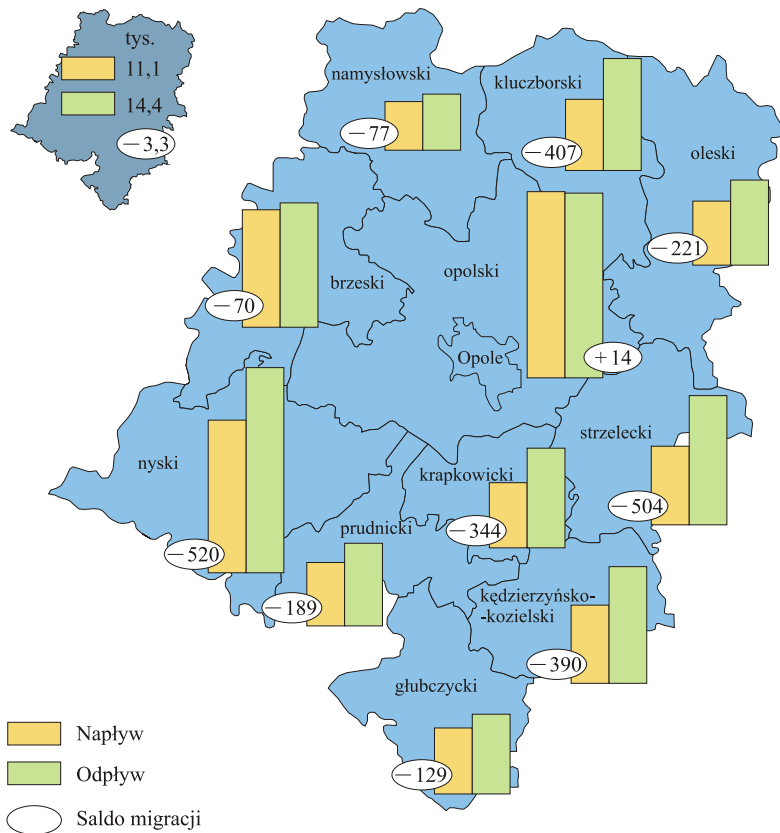 tys.
11,1
14,4
−3,3
namysłowski
−77
kluczborski
−407
oleski
−221
brzeski
−70
opolski
Opole
+14
nyski
−520
strzelecki
−504
krapkowicki
−344
prudnicki
−189
kędzierzyńsko-
-kozielski
−390
głubczycki
−129
Napływ
Odpływ
Saldo migracji